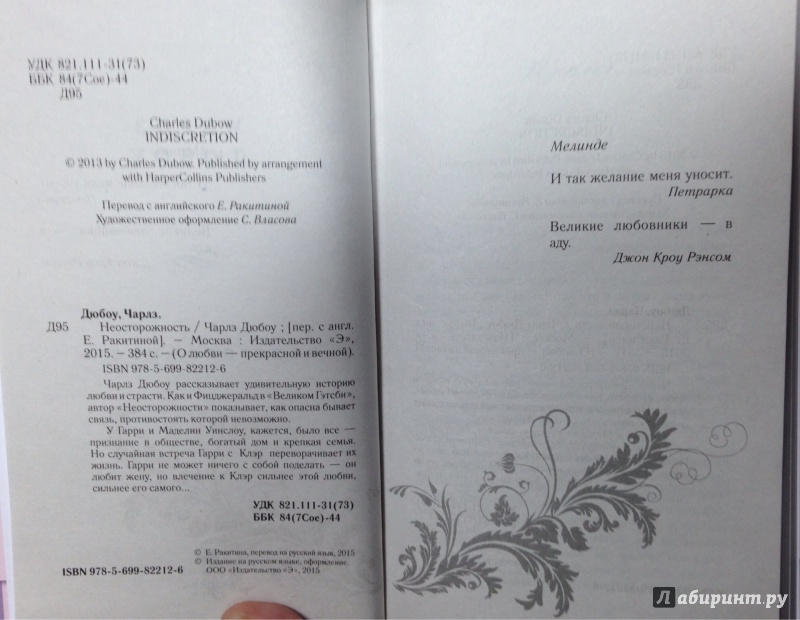 УДК 821.111-31(73)
ББК 84(7Сое)-44
Д95
Charles Dubow
INDISCRETION
© 2013 by Charles Dubow. Published by arrangement
with HarperCollins Publishers
Перевод с английского Е. Ракитиной
Художественное оформление С. Власова
Дюбоу, Чарлз.
Д95 Неосторожность / Чарлз Дюбоу ; [пер. с англ.
Е. Ракитиной]. — Москва : Издательство «Э»,
2015. — 384 с. — (О любви — прекрасной и вечной).
ISBN 978-5-699-82212-6
Чарлз Дюбоу рассказывает удивительную историю
любви и страсти. Как и Фицджеральд в «Великом Гэтсби»,
автор «Неосторожности» показывает, как опасна бывает
связь, противостоять которой невозможно.
У Гарри и Маделин Уинслоу, кажется, было все —
признание в обществе, богатый дом и крепкая семья.
Но случайная встреча Гарри с Клэр переворачивает их
жизнь. Гарри не может ничего с собой поделать — он
любит жену, но влечение к Клэр сильнее этой любви,
сильнее его самого...
УДК 821.111-31(73)
ББК 84(7Сое)-44
© Е. Ракитина, перевод на русский язык, 2015
© Издание на русском языке, оформление.
ISBN 978-5-699-82212-6 ООО «Издательство «Э», 2015
Мелинде
И так желание меня уносит.
Петрарка
Великие любовники — в
аду.
Джон Кроу Рэнсом
Лабиринт.ру